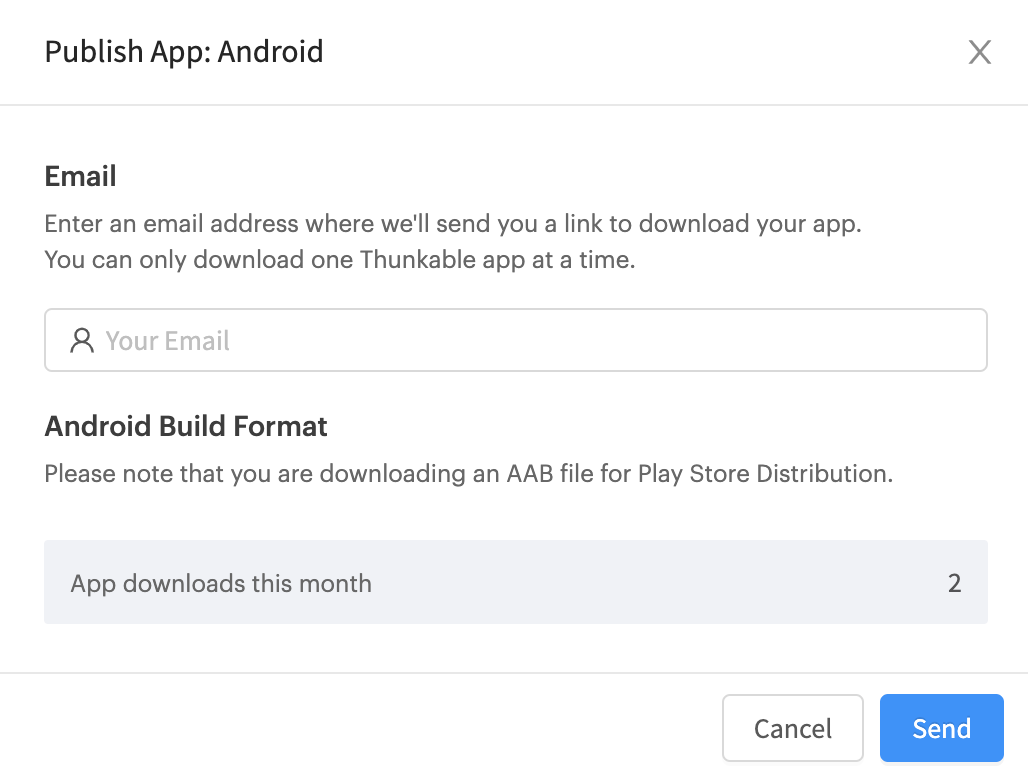 Publish App: Android
X
Email
Enter an email address where we'll send you a link to download your app.
You can only download one Thunkable app at a time.
Your Email
Android Build Format
Please note that you are downloading an AAB file for Play Store Distribution.
App downloads this month 2
Cancel Send